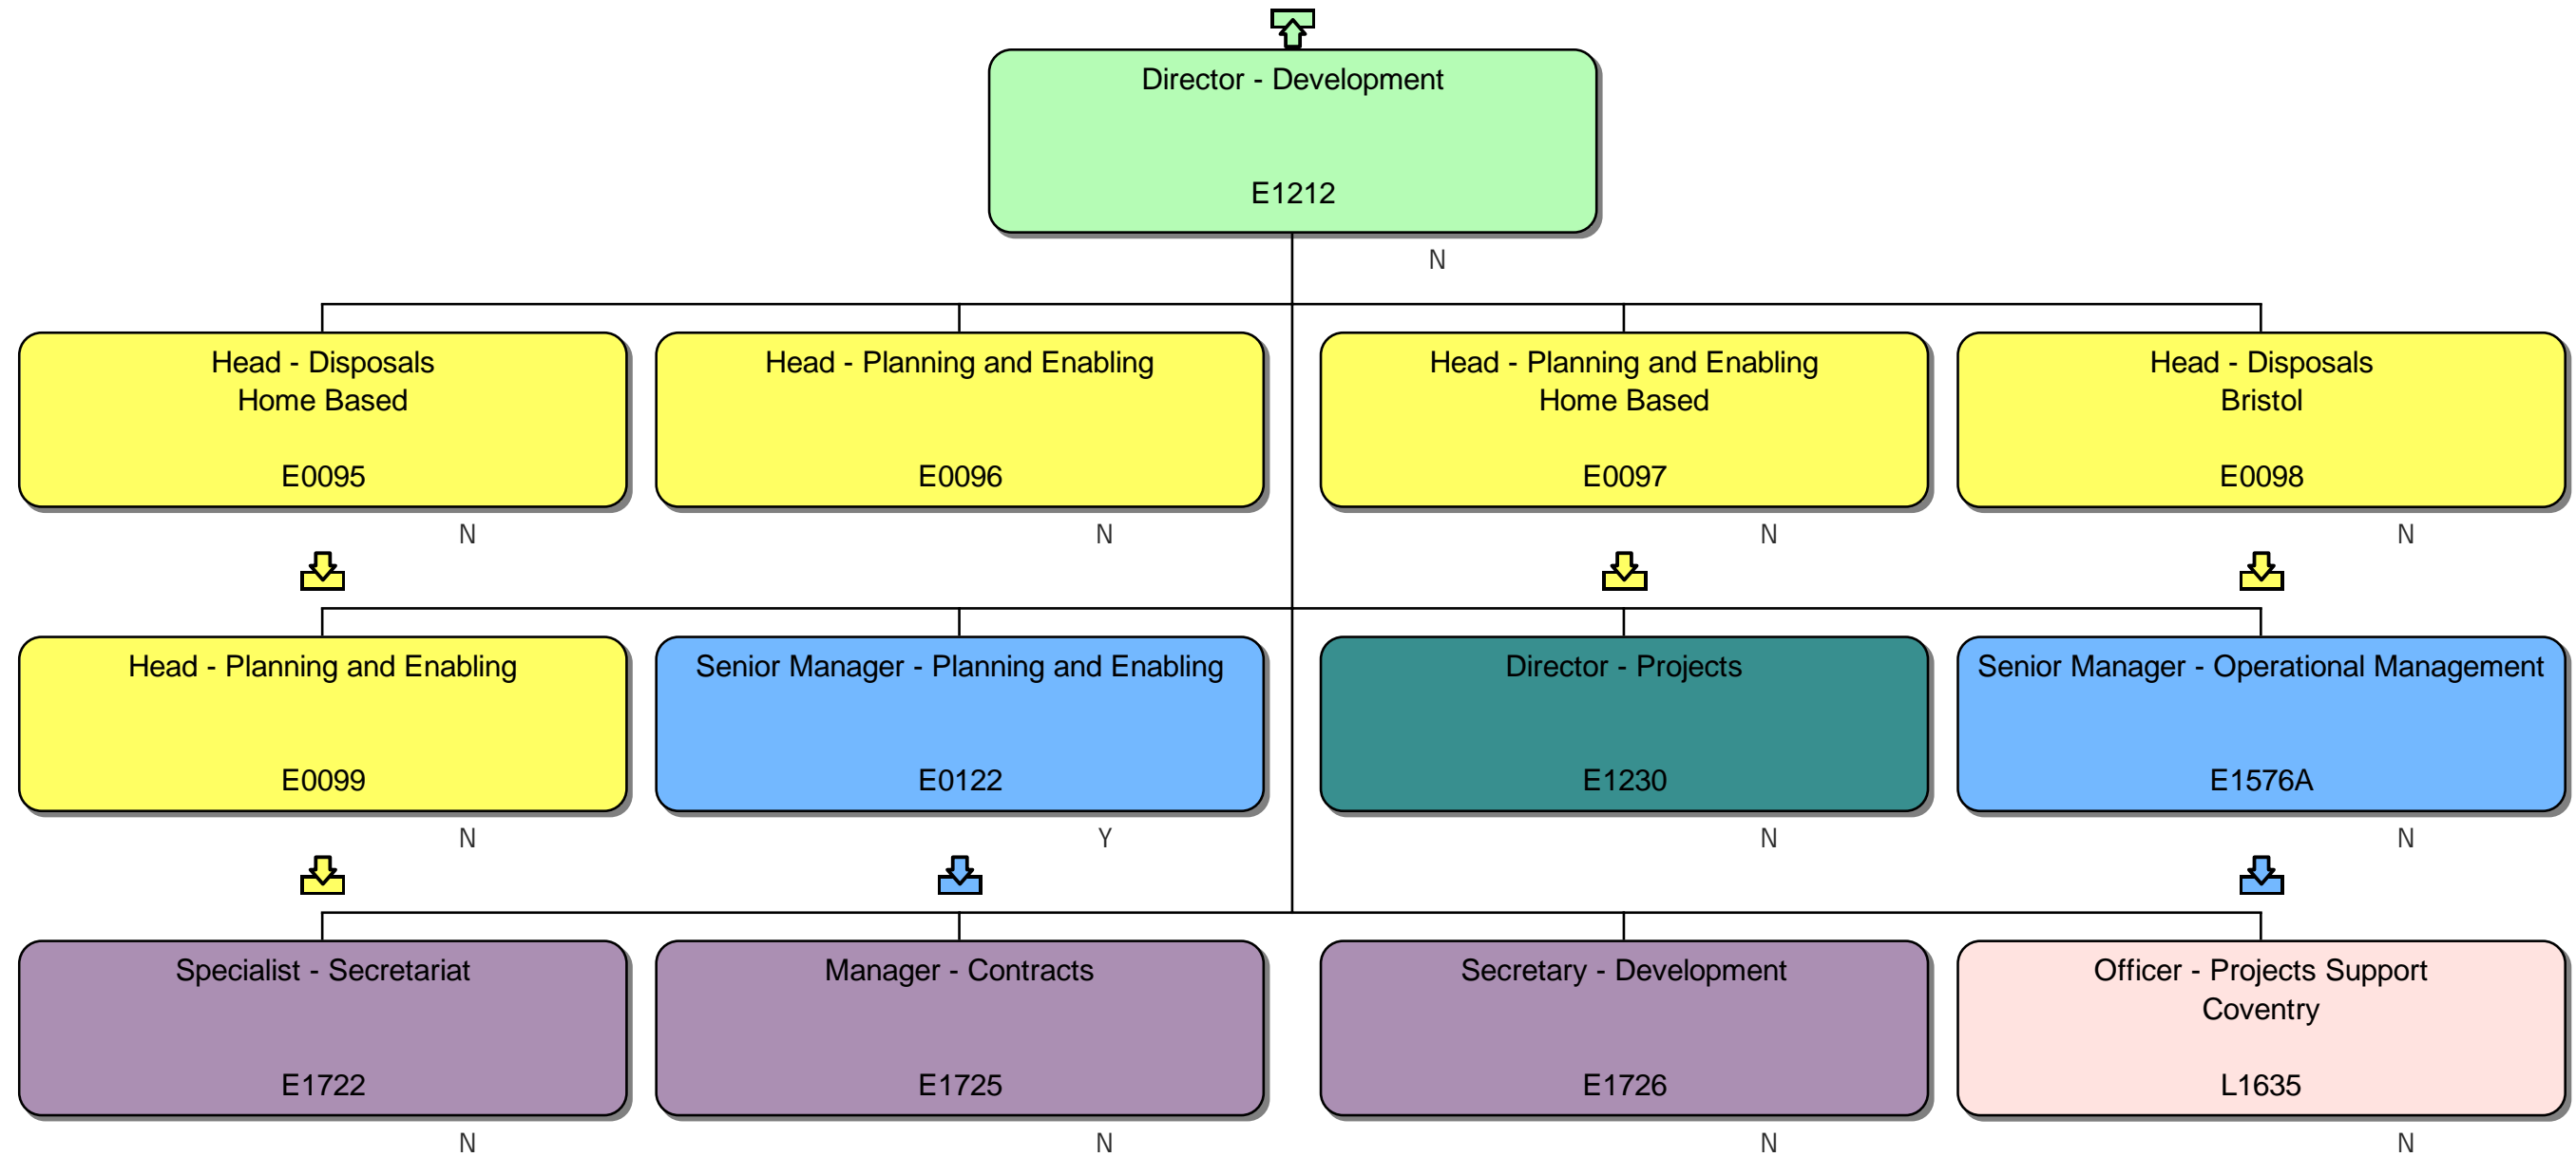 Director - Development
E1212
N
Head - Disposals
Home Based
E0095
N
Head - Planning and Enabling
E0096
N
Head - Planning and Enabling
Home Based
E0097
N
Head - Disposals
Bristol
E0098
N
Head - Planning and Enabling
E0099
N
Senior Manager - Planning and Enabling
E0122
Y
Director - Projects
E1230
N
Senior Manager - Operational Management
E1576A
N
Specialist - Secretariat
E1722
N
Manager - Contracts
E1725
N
Secretary - Development
E1726
N
Officer - Projects Support
Coventry
L1635
N